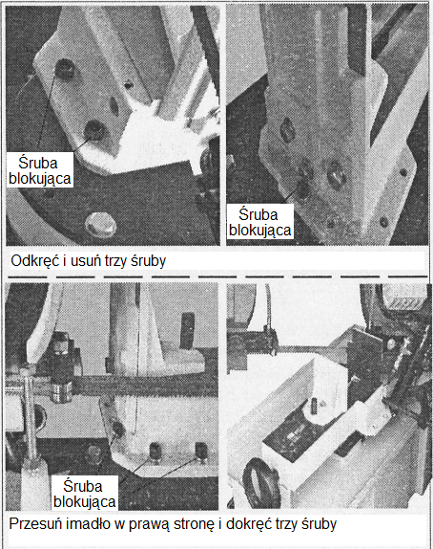 Śruba
blokująca
Śruba
blokująca
Odkręć i usuń trzy śruby
Śruba
blokująca
Przesuń imadło w prawą stronę i dokręć trzy śruby